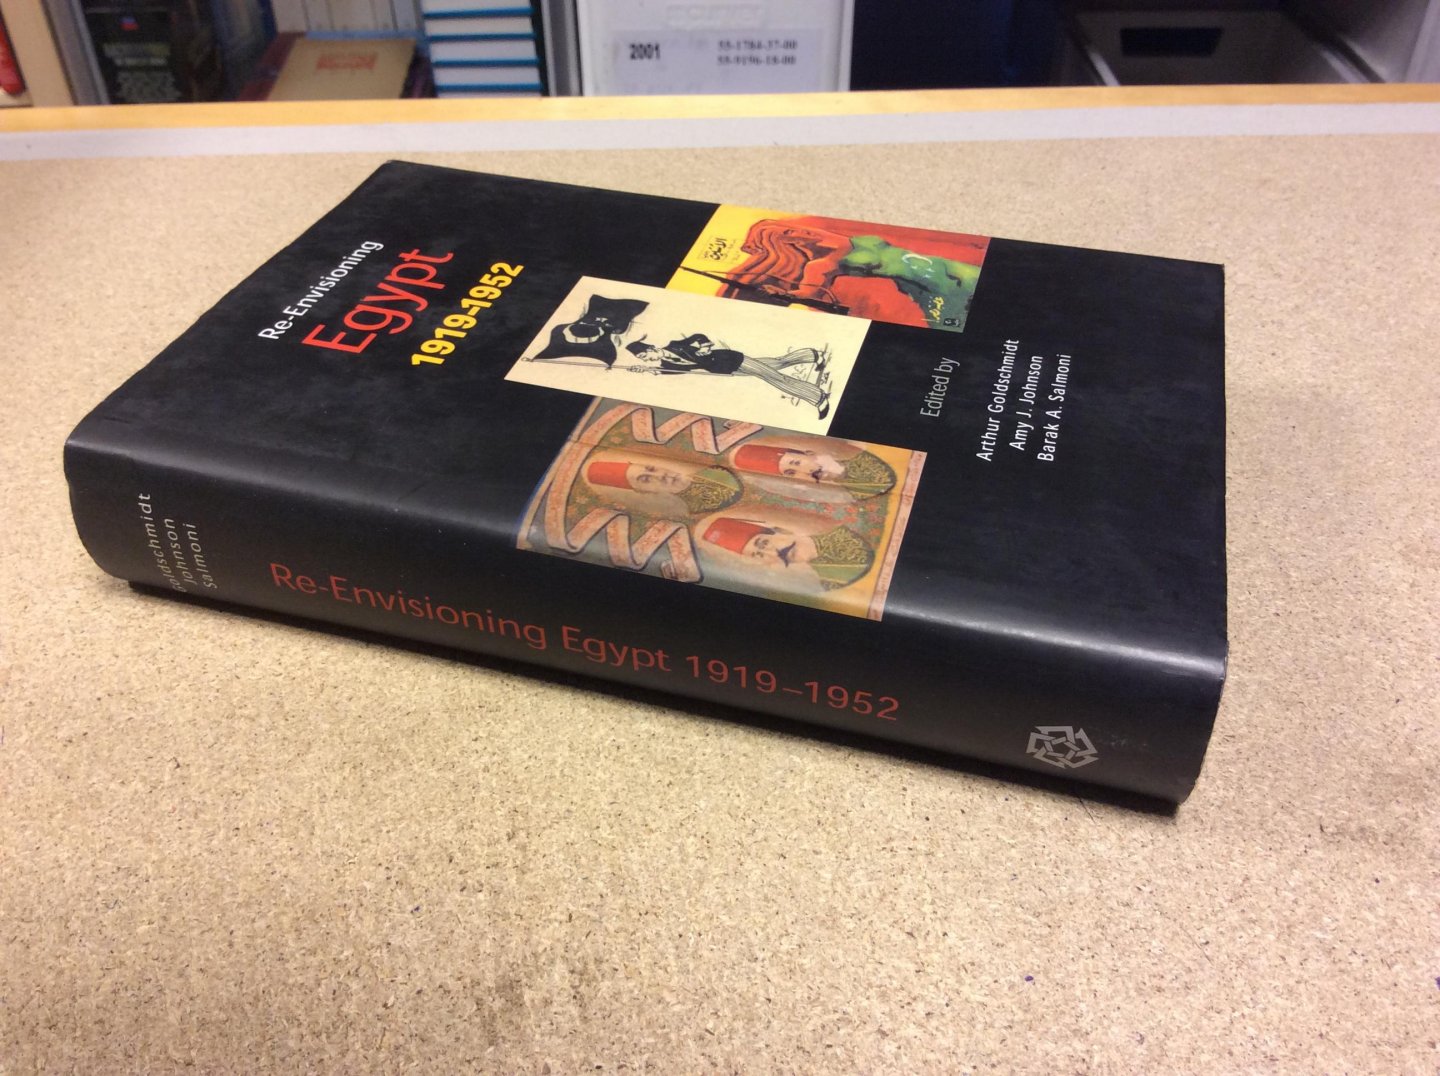 2001
55-1784-37-00
55-9196-18-00
Re-Envisioning
Egypt
1919-1952
Edited by
Arthur Goldschmidt
Amy J. Johnson
Barak A. Salmoni
Goldschmidt
Johnson
Salmoni
Re-Envisioning Egypt 1919–1952